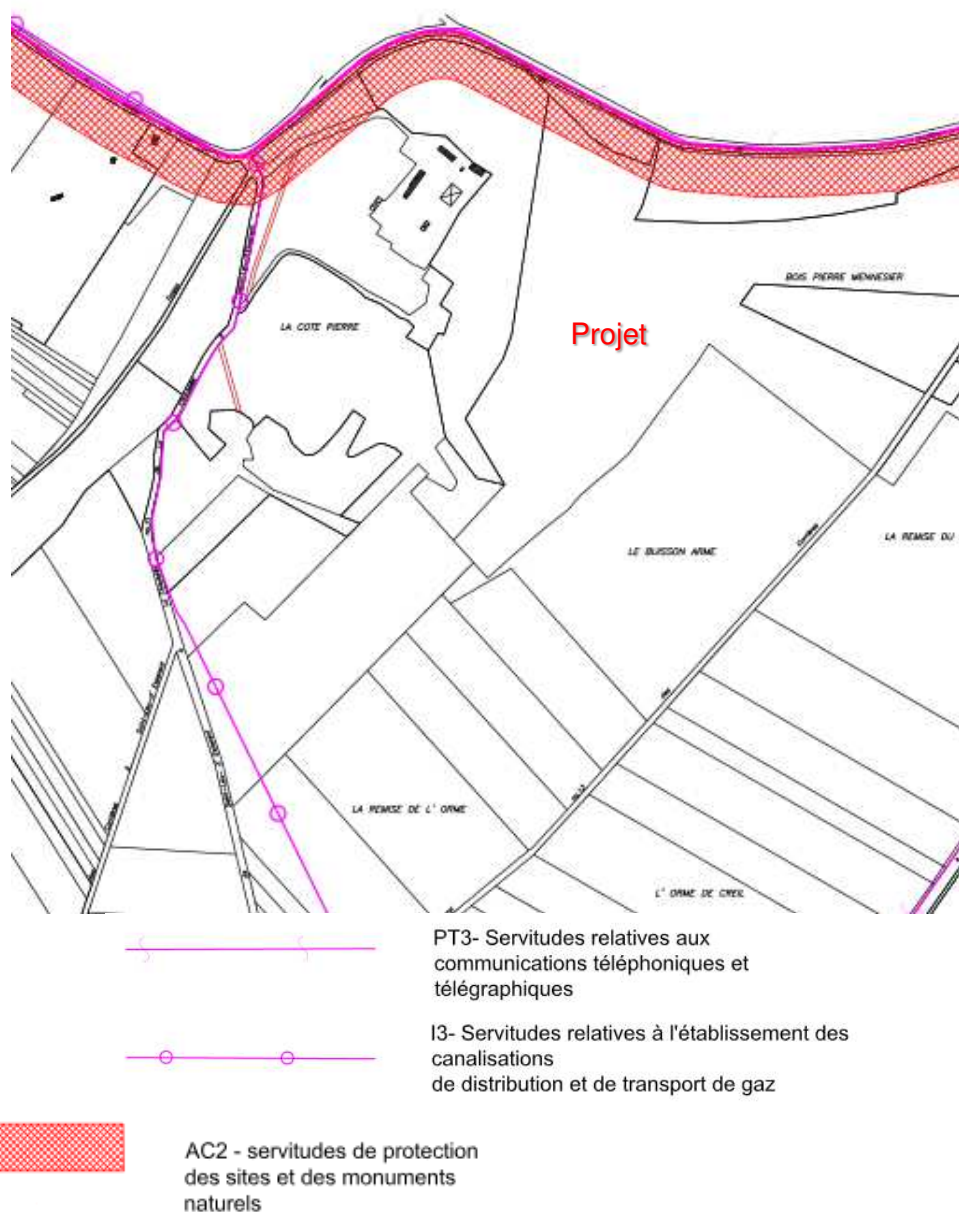 BOIS PIERRE WENNESIER
LA COTE PIERRE
Projet
LE BUISSON ARME
LA REMISE DU
LA REMISE DE L' ORME
L' ORME DE CREIL
PT3- Servitudes relatives aux
communications téléphoniques et
télégraphiques
I3- Servitudes relatives à l'établissement des
canalisations
de distribution et de transport de gaz
AC2 - servitudes de protection
des sites et des monuments
naturels